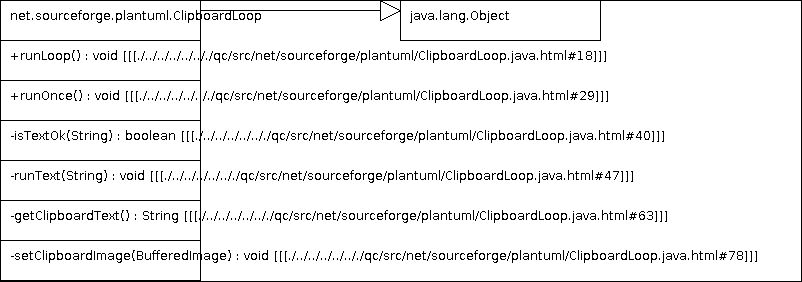 net.sourceforge.plantuml.ClipboardLoop
java.lang.Object
+runLoop() : void [[[./../../../../../../qc/src/net/sourceforge/plantuml/ClipboardLoop.java.html#18]]]
+runOnce() : void [[[./../../../../../../qc/src/net/sourceforge/plantuml/ClipboardLoop.java.html#29]]]
-isTextOk(String) : boolean [[[./../../../../../../qc/src/net/sourceforge/plantuml/ClipboardLoop.java.html#40]]]
-runText(String) : void [[[./../../../../../../qc/src/net/sourceforge/plantuml/ClipboardLoop.java.html#47]]]
-getClipboardText() : String [[[./../../../../../../qc/src/net/sourceforge/plantuml/ClipboardLoop.java.html#63]]]
-setClipboardImage(BufferedImage) : void [[[./../../../../../../qc/src/net/sourceforge/plantuml/ClipboardLoop.java.html#78]]]